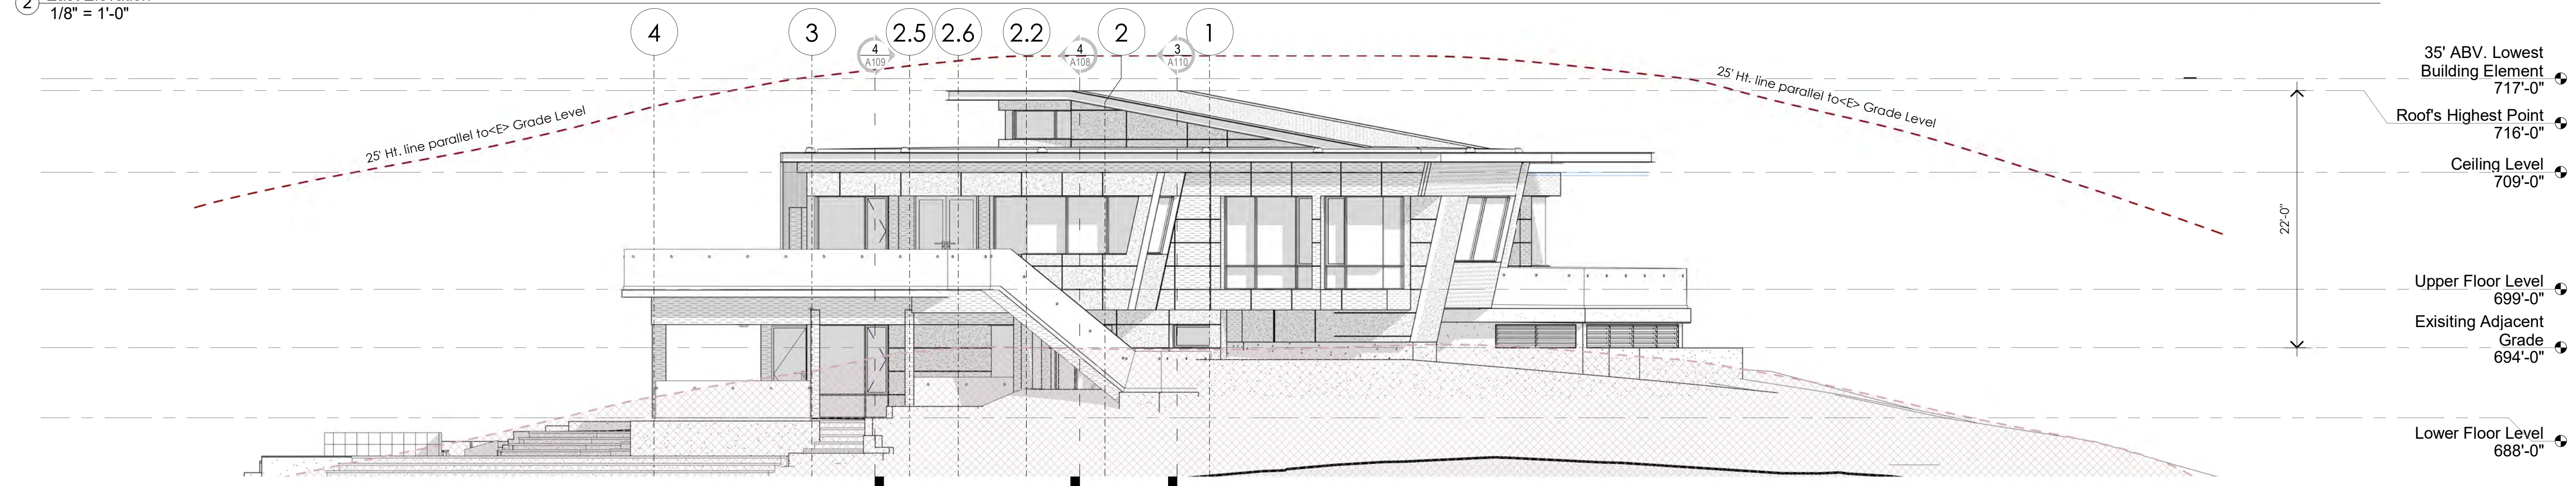 2
1/8" = 1'-0"
4
3
2.5
2.6
2.2
2
1
4
A109
4
A108
3
A110
25' Ht. line parallel to<E> Grade Level
25' Ht. line parallel to<E> Grade Level
35' ABV. Lowest
Building Element
717'-0"
Roof's Highest Point
716'-0"
Ceiling Level
709'-0"
22'-0"
Upper Floor Level
699'-0"
Exisiting Adjacent
Grade
694'-0"
Lower Floor Level
688'-0"